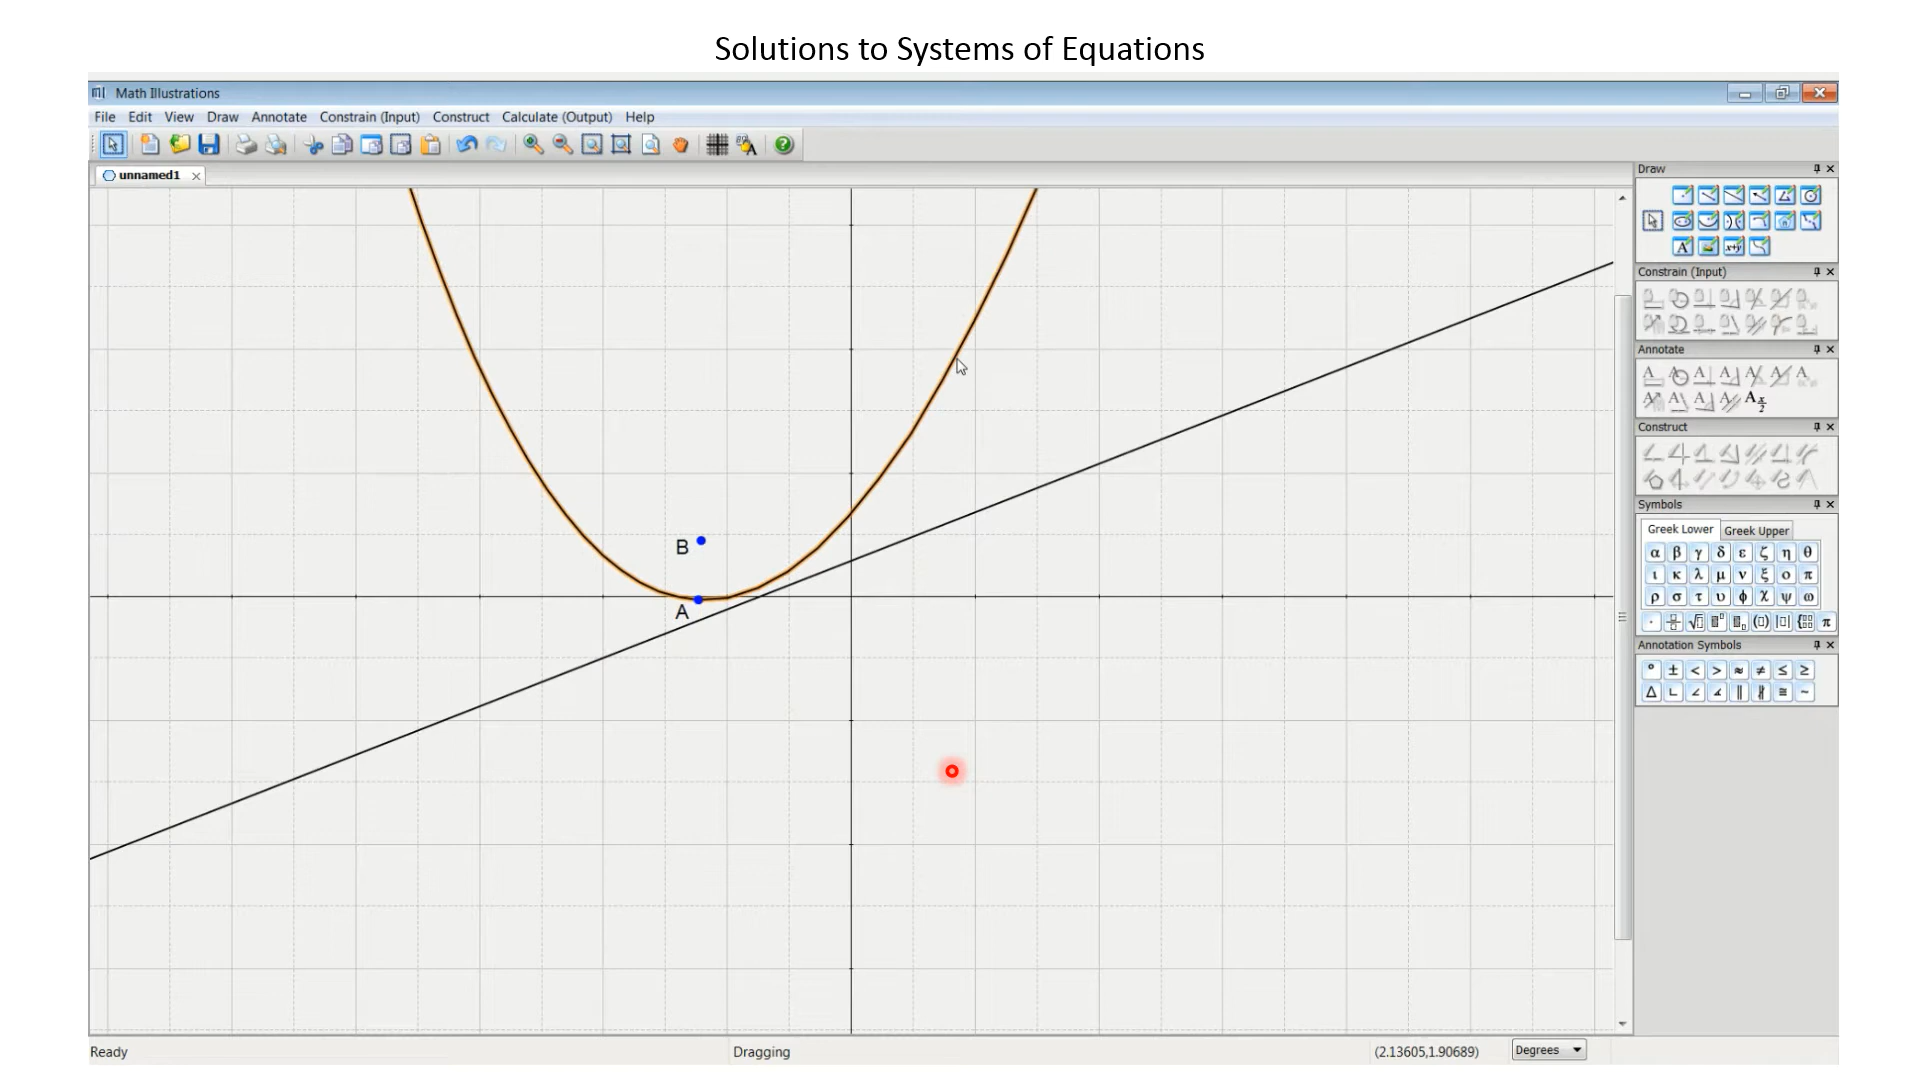 Solutions to Systems of Equations
Math Illustrations
File Edit View Draw Annotate Constrain (Input) Construct Calculate (Output) Help
unnamed1
Draw
Constrain (Input)
Annotate
Construct
Symbols
Greek Lower Greek Upper
α β γ δ ε ζ η θ
ι κ λ μ ν ξ ο π
ρ σ τ υ ϕ χ ψ ω
π
Annotation Symbols
° ± < > ≈ ≠ ≤ ≥
Δ ∟ ∠ ∡ ∥ ∦ ≅ ~
B
A
Ready Dragging (2.13605,1.90689) Degrees